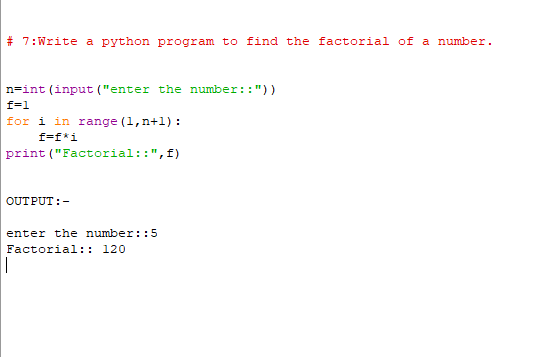 # 7:Write a python program to find the factorial of a number.
n=int(input("enter the number::"))
f=1
for i in range(1,n+1):
    f=f*i
print("Factorial::",f)
OUTPUT:-
enter the number::5
Factorial:: 120